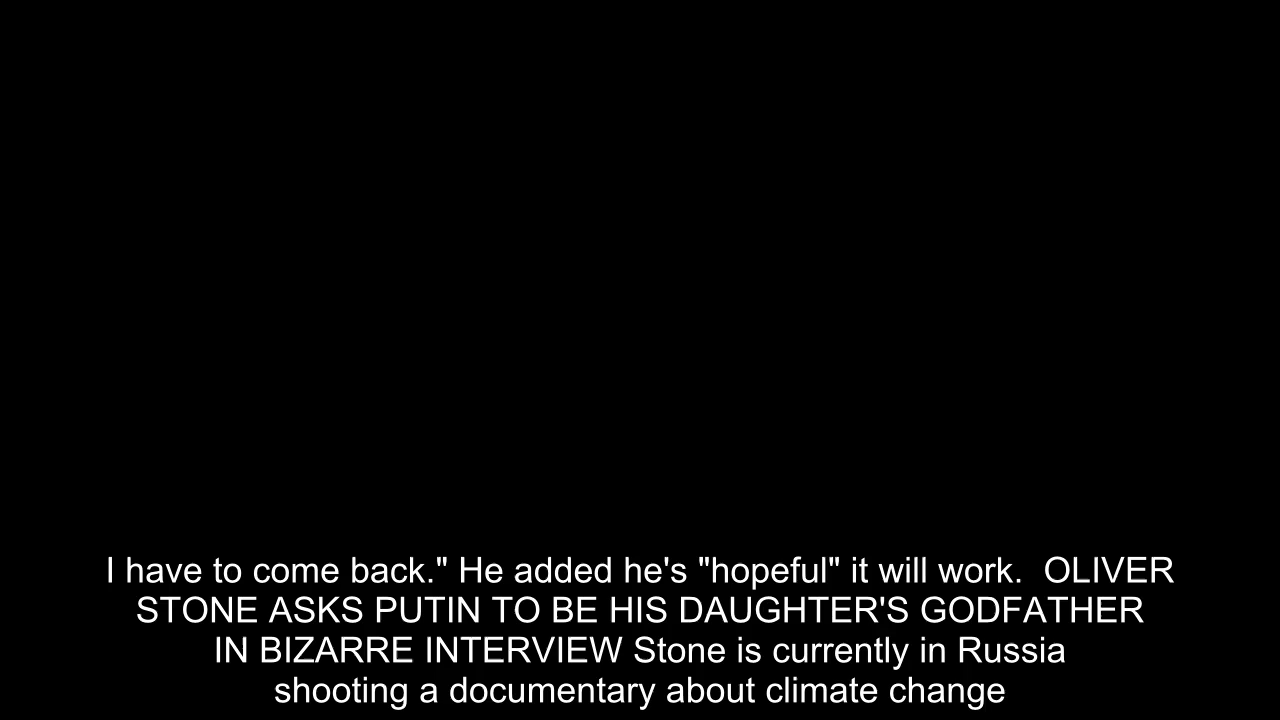 I have to come back." He added he's "hopeful" it will work.  OLIVER
STONE ASKS PUTIN TO BE HIS DAUGHTER'S GODFATHER
IN BIZARRE INTERVIEW Stone is currently in Russia
shooting a documentary about climate change